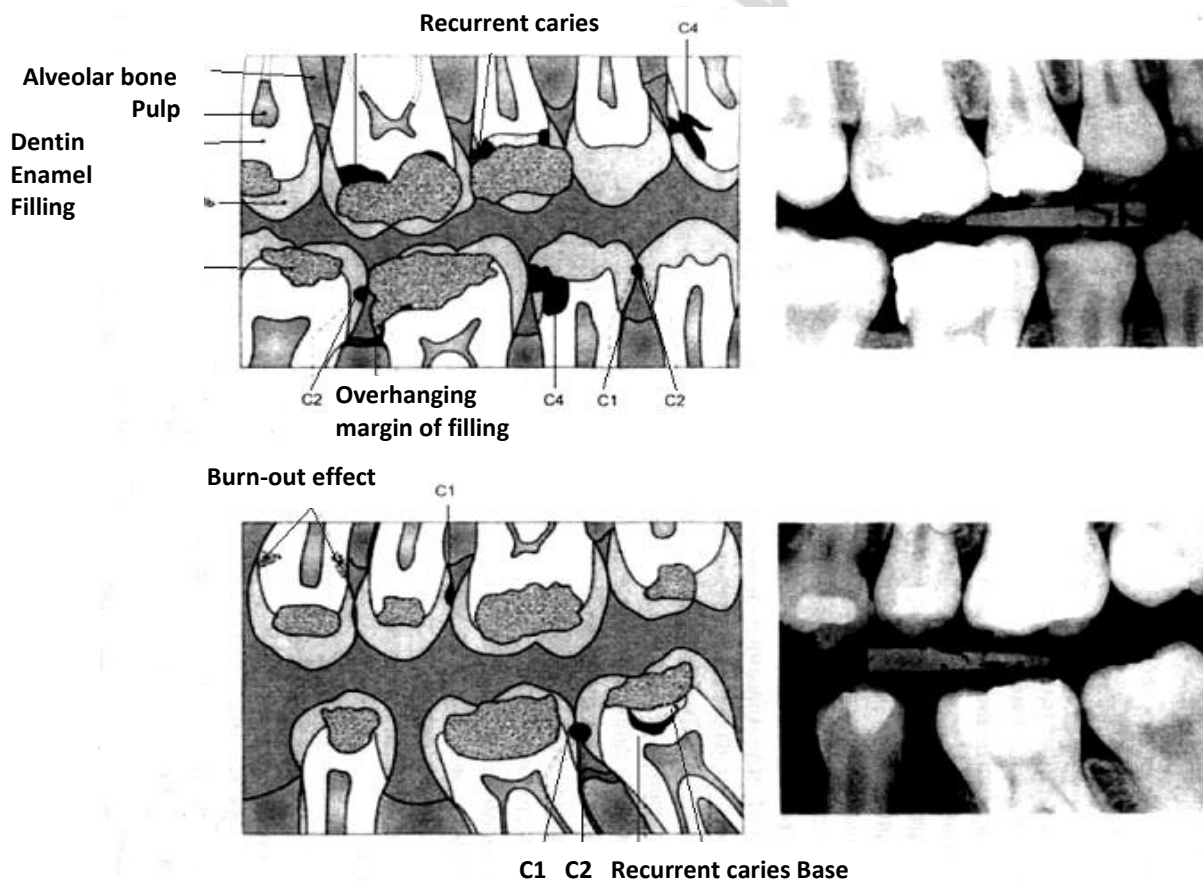 Recurrent caries
C4
Alveolar bone
Pulp
Dentin
Enamel
Filling
C2
Overhanging
margin of filling
C4
C1
C2
Burn-out effect
C1
C1 C2 Recurrent caries Base